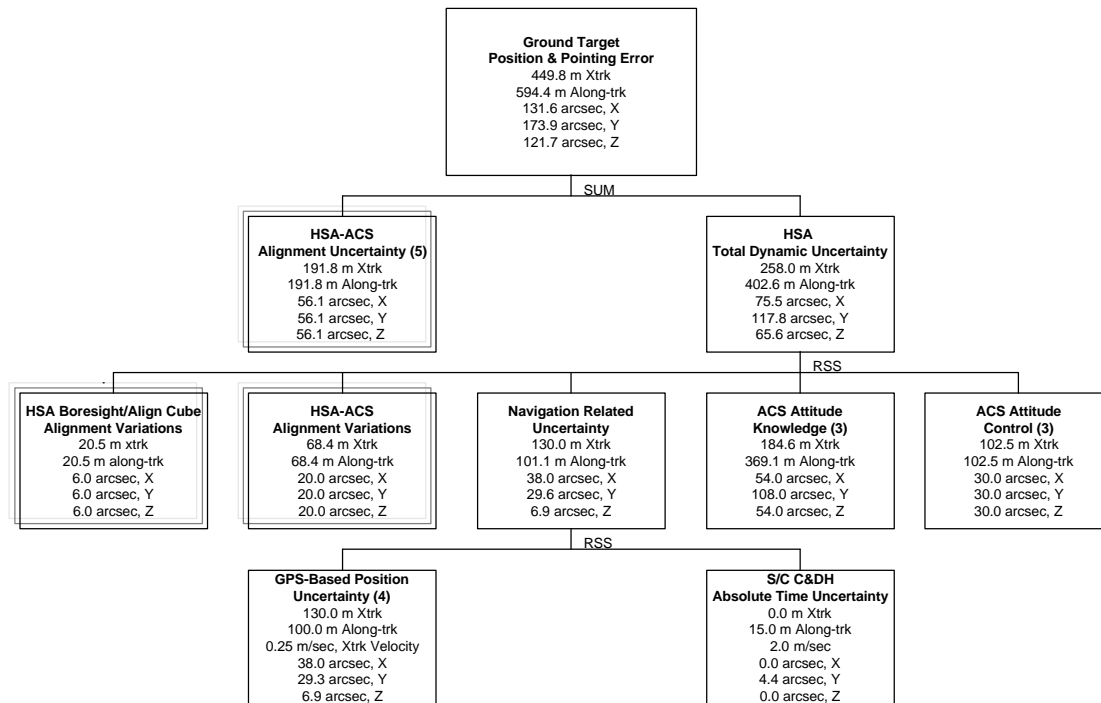 Ground Target
Position & Pointing Error
449.8 m Xtrk
594.4 m Along-trk
131.6 arcsec, X
173.9 arcsec, Y
121.7 arcsec, Z
SUM
HSA-ACS
Alignment Uncertainty (5)
191.8 m Xtrk
191.8 m Along-trk
56.1 arcsec, X
56.1 arcsec, Y
56.1 arcsec, Z
HSA
Total Dynamic Uncertainty
258.0 m Xtrk
402.6 m Along-trk
75.5 arcsec, X
117.8 arcsec, Y
65.6 arcsec, Z
RSS
HSA Boresight/Align Cube
Alignment Variations
20.5 m xtrk
20.5 m along-trk
6.0 arcsec, X
6.0 arcsec, Y
6.0 arcsec, Z
HSA-ACS
Alignment Variations
68.4 m Xtrk
68.4 m Along-trk
20.0 arcsec, X
20.0 arcsec, Y
20.0 arcsec, Z
Navigation Related
Uncertainty
130.0 m Xtrk
101.1 m Along-trk
38.0 arcsec, X
29.6 arcsec, Y
6.9 arcsec, Z
ACS Attitude
Knowledge (3)
184.6 m Xtrk
369.1 m Along-trk
54.0 arcsec, X
108.0 arcsec, Y
54.0 arcsec, Z
ACS Attitude
Control (3)
102.5 m Xtrk
102.5 m Along-trk
30.0 arcsec, X
30.0 arcsec, Y
30.0 arcsec, Z
RSS
GPS-Based Position
Uncertainty (4)
130.0 m Xtrk
100.0 m Along-trk
0.25 m/sec, Xtrk Velocity
38.0 arcsec, X
29.3 arcsec, Y
6.9 arcsec, Z
S/C C&DH
Absolute Time Uncertainty
0.0 m Xtrk
15.0 m Along-trk
2.0 m/sec
0.0 arcsec, X
4.4 arcsec, Y
0.0 arcsec, Z